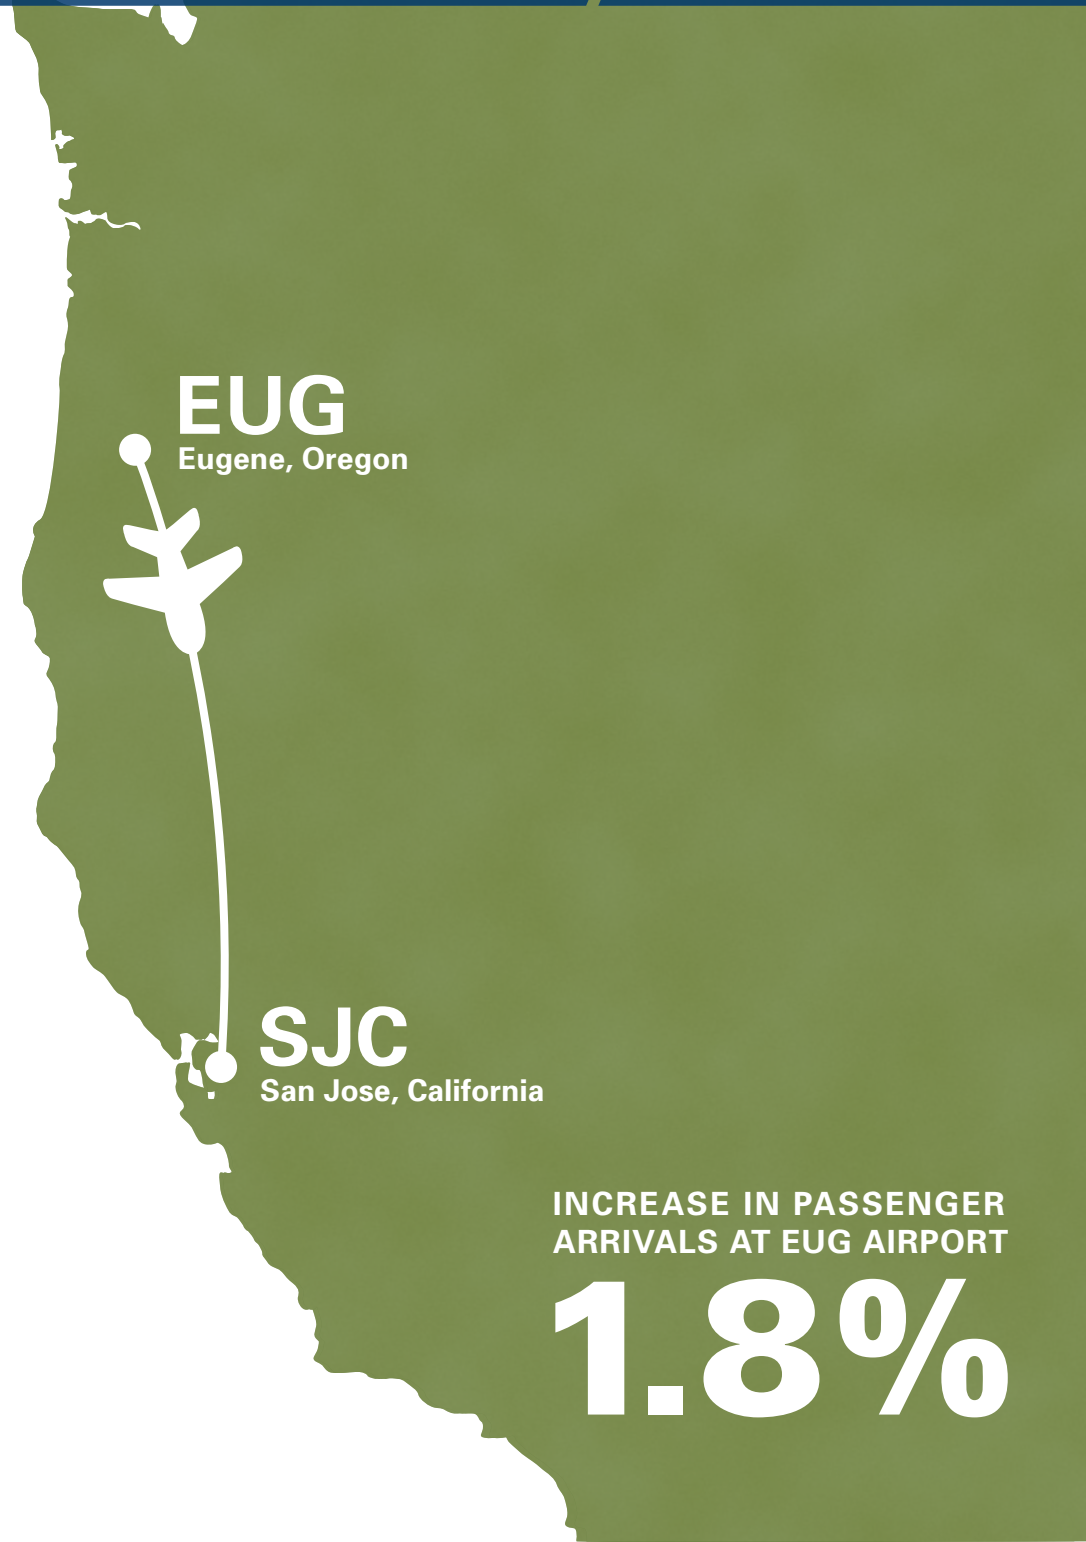 EUG
Eugene, Oregon
SJC
San Jose, California
INCREASE IN PASSENGER
ARRIVALS AT EUG AIRPORT
1.8%